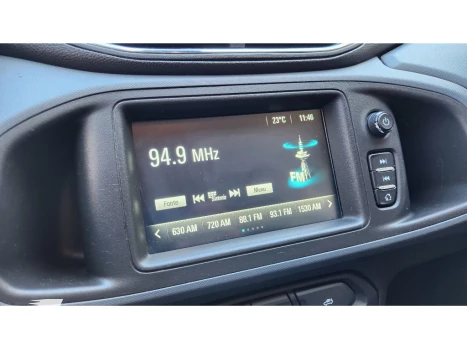 23°C 11:46
94.9 MHz
FM
Fonte Menu
630 AM 720 AM 88.1 FM 93.1 FM 1530 AM